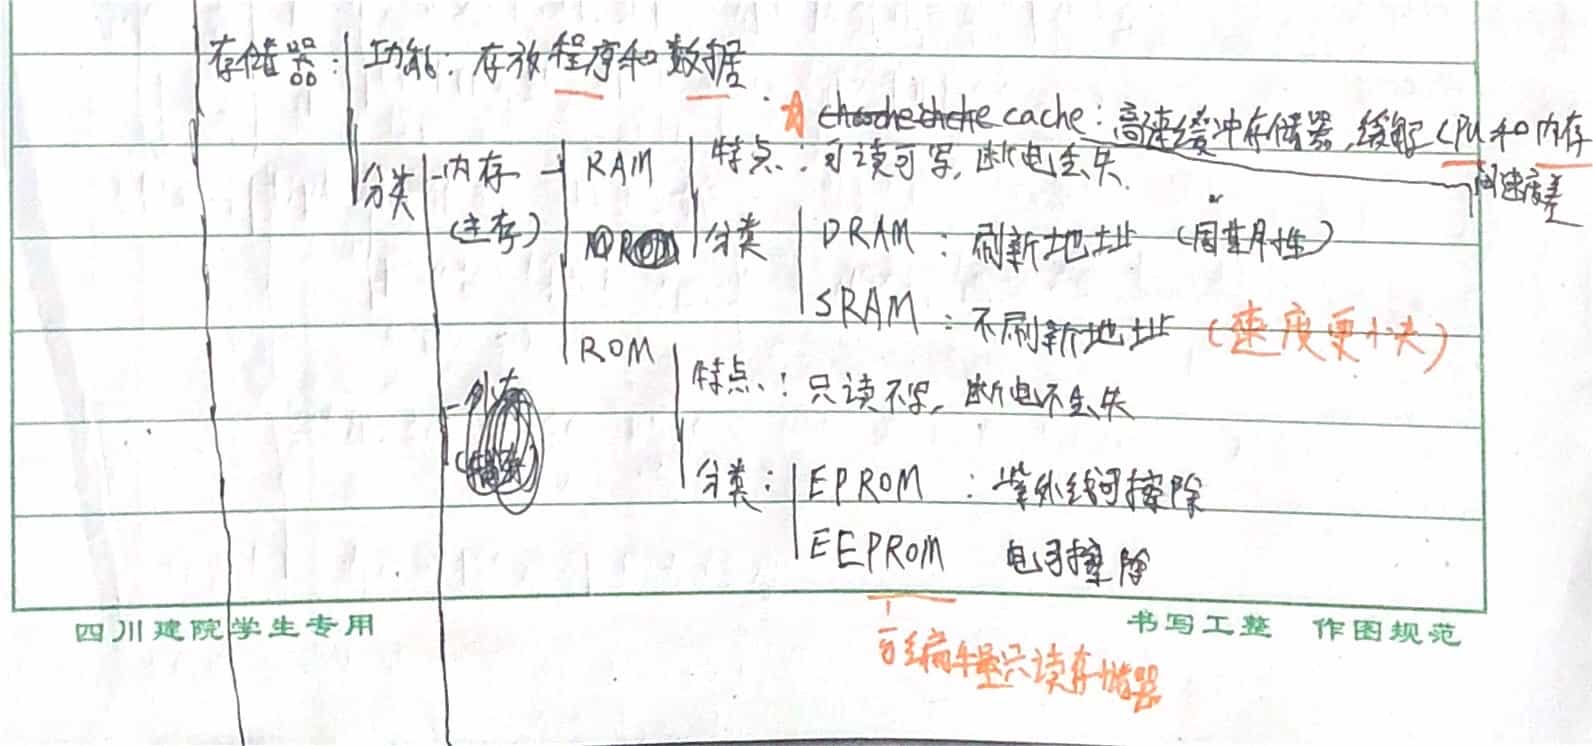 存储器： 功能：存放程序和数据
cache：高速缓冲存储器，缓解CPU和内存
间速度差
分类 内存 RAM 特点：可读可写，断电丢失
（主存） 分类 DRAM：刷新地址（周期性）
SRAM：不刷新地址（速度更快）
ROM 特点：只读不写，断电不丢失
外存
分类： EPROM：紫外线可擦除
EEPROM 电可擦除
四川建院学生专用 书写工整 作图规范
可编程只读存储器